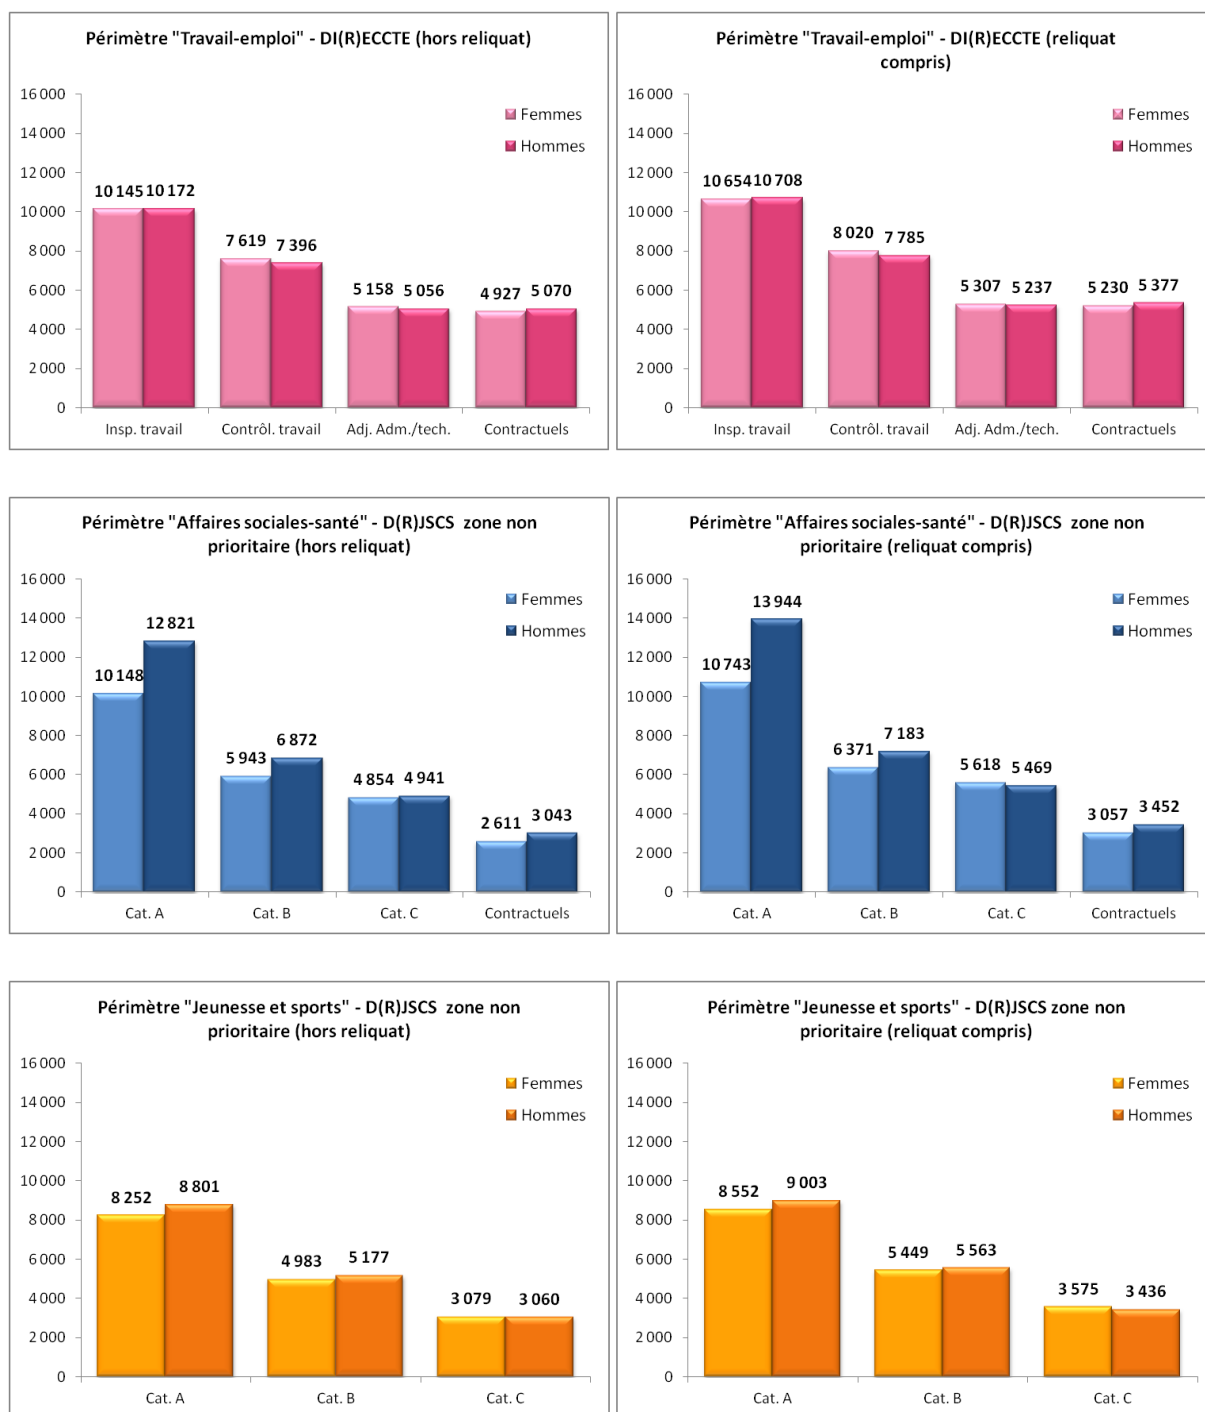 Périmètre "Travail-emploi" - DI(R)ECCTE (hors reliquat)
16 000
14 000
12 000
10 000
8 000
6 000
4 000
2 000
0
Femmes
Hommes
10 145 10 172
7 619 7 396
5 158 5 056
4 927 5 070
Insp. travail Contrôl. travail Adj. Adm./tech. Contractuels
Périmètre "Travail-emploi" - DI(R)ECCTE (reliquat
compris)
16 000
14 000
12 000
10 000
8 000
6 000
4 000
2 000
0
Femmes
Hommes
10 654 10 708
8 020 7 785
5 307 5 237
5 230 5 377
Insp. travail Contrôl. travail Adj. Adm./tech. Contractuels
Périmètre "Affaires sociales-santé" - D(R)JSCS zone non
prioritaire (hors reliquat)
16 000
14 000
12 000
10 000
8 000
6 000
4 000
2 000
0
Femmes
Hommes
10 148 12 821
5 943 6 872
4 854 4 941
2 611 3 043
Cat. A Cat. B Cat. C Contractuels
Périmètre "Affaires sociales-santé" - D(R)JSCS zone non
prioritaire (reliquat compris)
16 000
14 000
12 000
10 000
8 000
6 000
4 000
2 000
0
Femmes
Hommes
10 743 13 944
6 371 7 183
5 618 5 469
3 057 3 452
Cat. A Cat. B Cat. C Contractuels
Périmètre "Jeunesse et sports" - D(R)JSCS zone non
prioritaire (hors reliquat)
16 000
14 000
12 000
10 000
8 000
6 000
4 000
2 000
0
Femmes
Hommes
8 252 8 801
4 983 5 177
3 079 3 060
Cat. A Cat. B Cat. C
Périmètre "Jeunesse et sports" - D(R)JSCS zone non
prioritaire (reliquat compris)
16 000
14 000
12 000
10 000
8 000
6 000
4 000
2 000
0
Femmes
Hommes
8 552 9 003
5 449 5 563
3 575 3 436
Cat. A Cat. B Cat. C